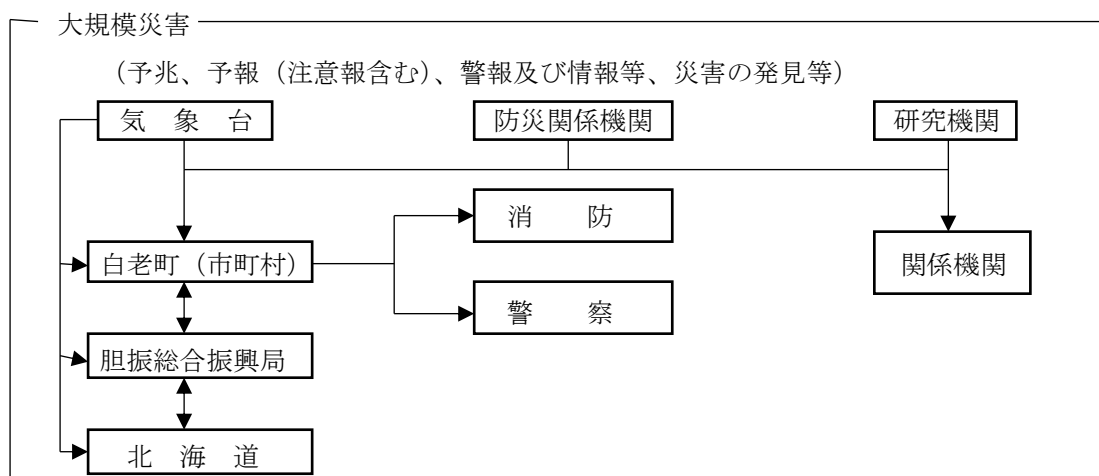 大規模災害
(予兆、予報(注意報含む)、警報及び情報等、災害の発見等)
気 象 台
防災関係機関
研究機関
消 防
白老町(市町村)
関係機関
警 察
胆振総合振興局
北 海 道